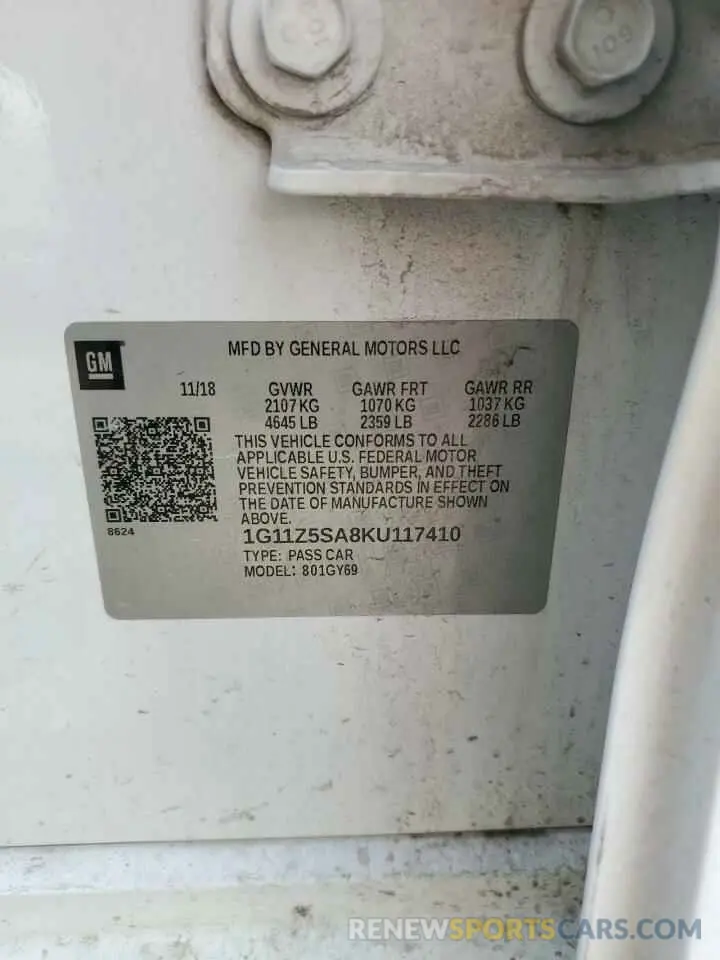 GM
MFD BY GENERAL MOTORS LLC
11/18 GVWR GAWR FRT GAWR RR
2107 KG 1070 KG 1037 KG
4645 LB 2359 LB 2286 LB
THIS VEHICLE CONFORMS TO ALL
APPLICABLE U.S. FEDERAL MOTOR
VEHICLE SAFETY, BUMPER, AND THEFT
PREVENTION STANDARDS IN EFFECT ON
THE DATE OF MANUFACTURE SHOWN
ABOVE.
8624
1G11Z5SA8KU117410
TYPE: PASS CAR
MODEL: 801GY69
RENEWSPORTSCARS.COM